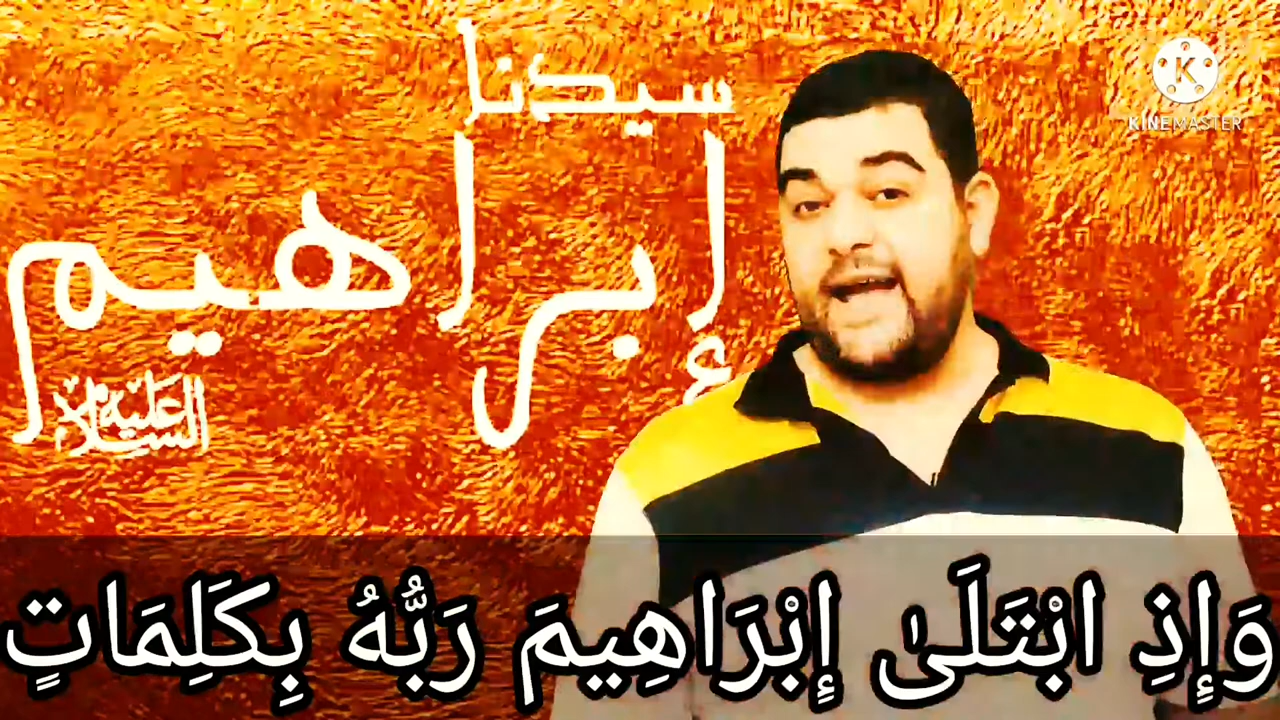 سيدنا
إبراهيم
عليه السلام
KINEMASTER
وَإِذِ ابْتَلَىٰ إِبْرَاهِيمَ رَبُّهُ بِكَلِمَاتٍ